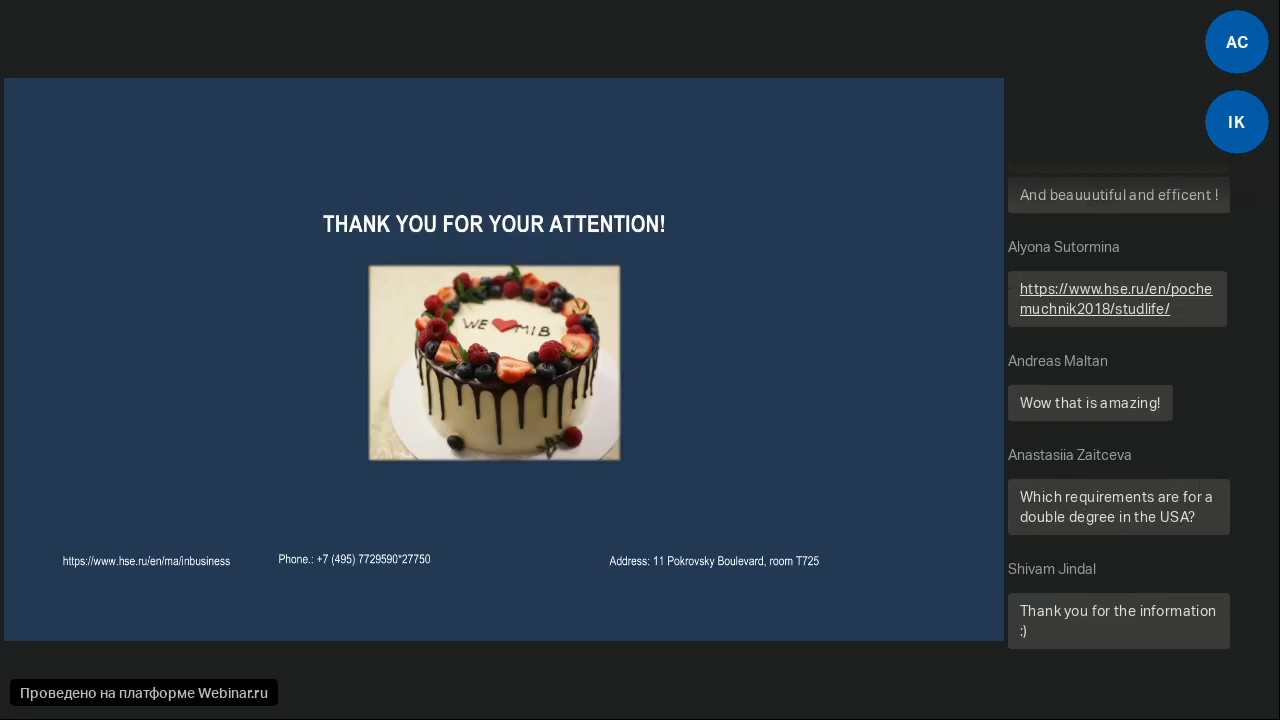 AC
IK
THANK YOU FOR YOUR ATTENTION!
WE MIB
https://www.hse.ru/en/ma/inbusiness
Phone.: +7 (495) 7729590*27750
Address: 11 Pokrovsky Boulevard, room T725
And beauuutiful and efficent !
Alyona Sutormina
https://www.hse.ru/en/poche
muchnik2018/studlife/
Andreas Maltan
Wow that is amazing!
Anastasiia Zaitceva
Which requirements are for a
double degree in the USA?
Shivam Jindal
Thank you for the information
:)
Проведено на платформе Webinar.ru